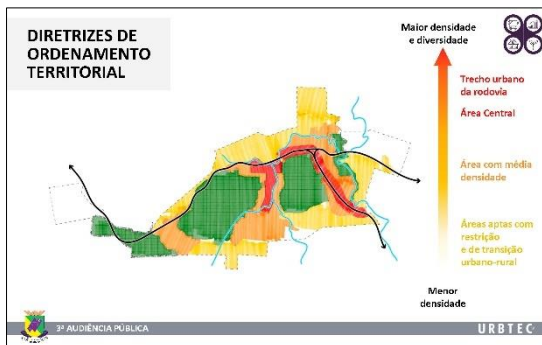 DIRETRIZES DE
ORDENAMENTO
TERRITORIAL
Maior densidade
e diversidade
Trecho urbano
da rodovia
Área Central
Área com média
densidade
Áreas aptas com
restrição
e de transição
urbano-rural
Menor
densidade
3ª AUDIÊNCIA PÚBLICA
URBTEC